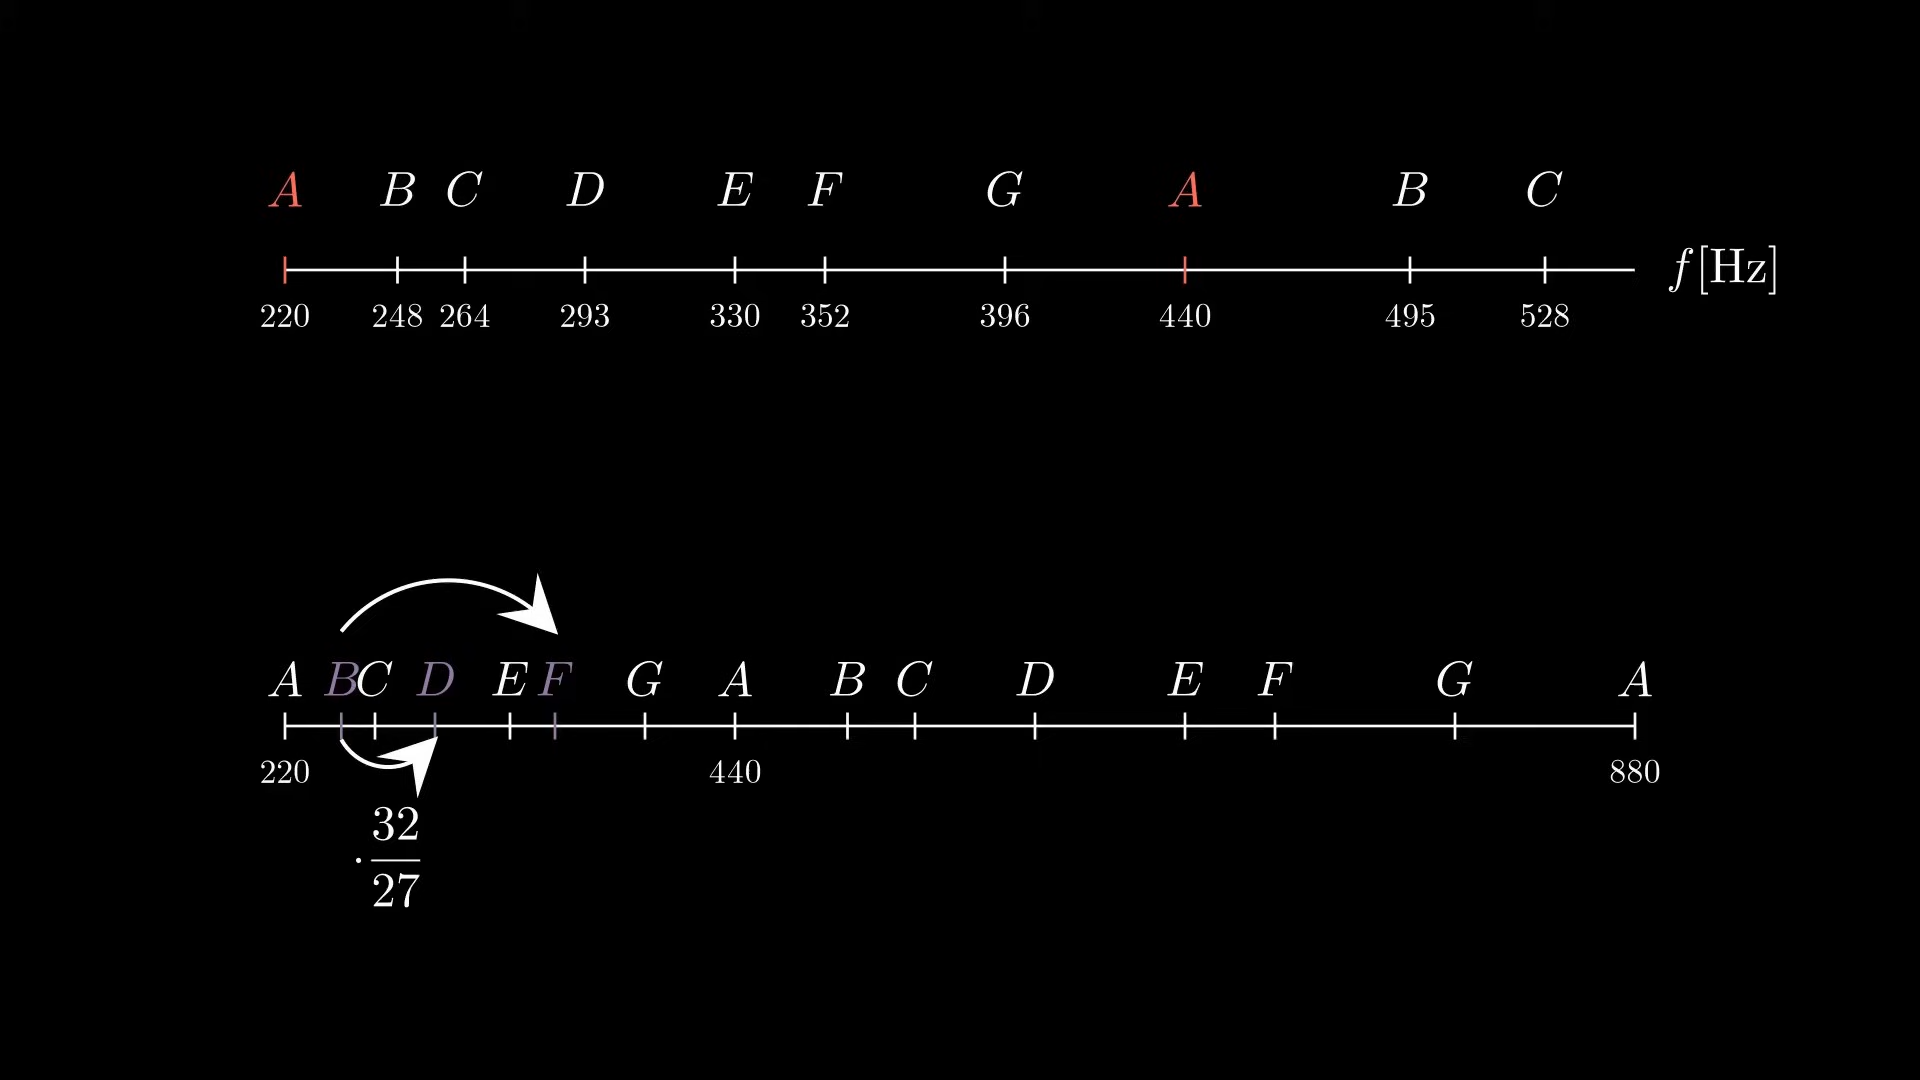 A B C D E F G A B C
f[Hz]
220 248 264 293 330 352 396 440 495 528
A B C D E F G A B C D E F G A
220 440 880
· 32
27